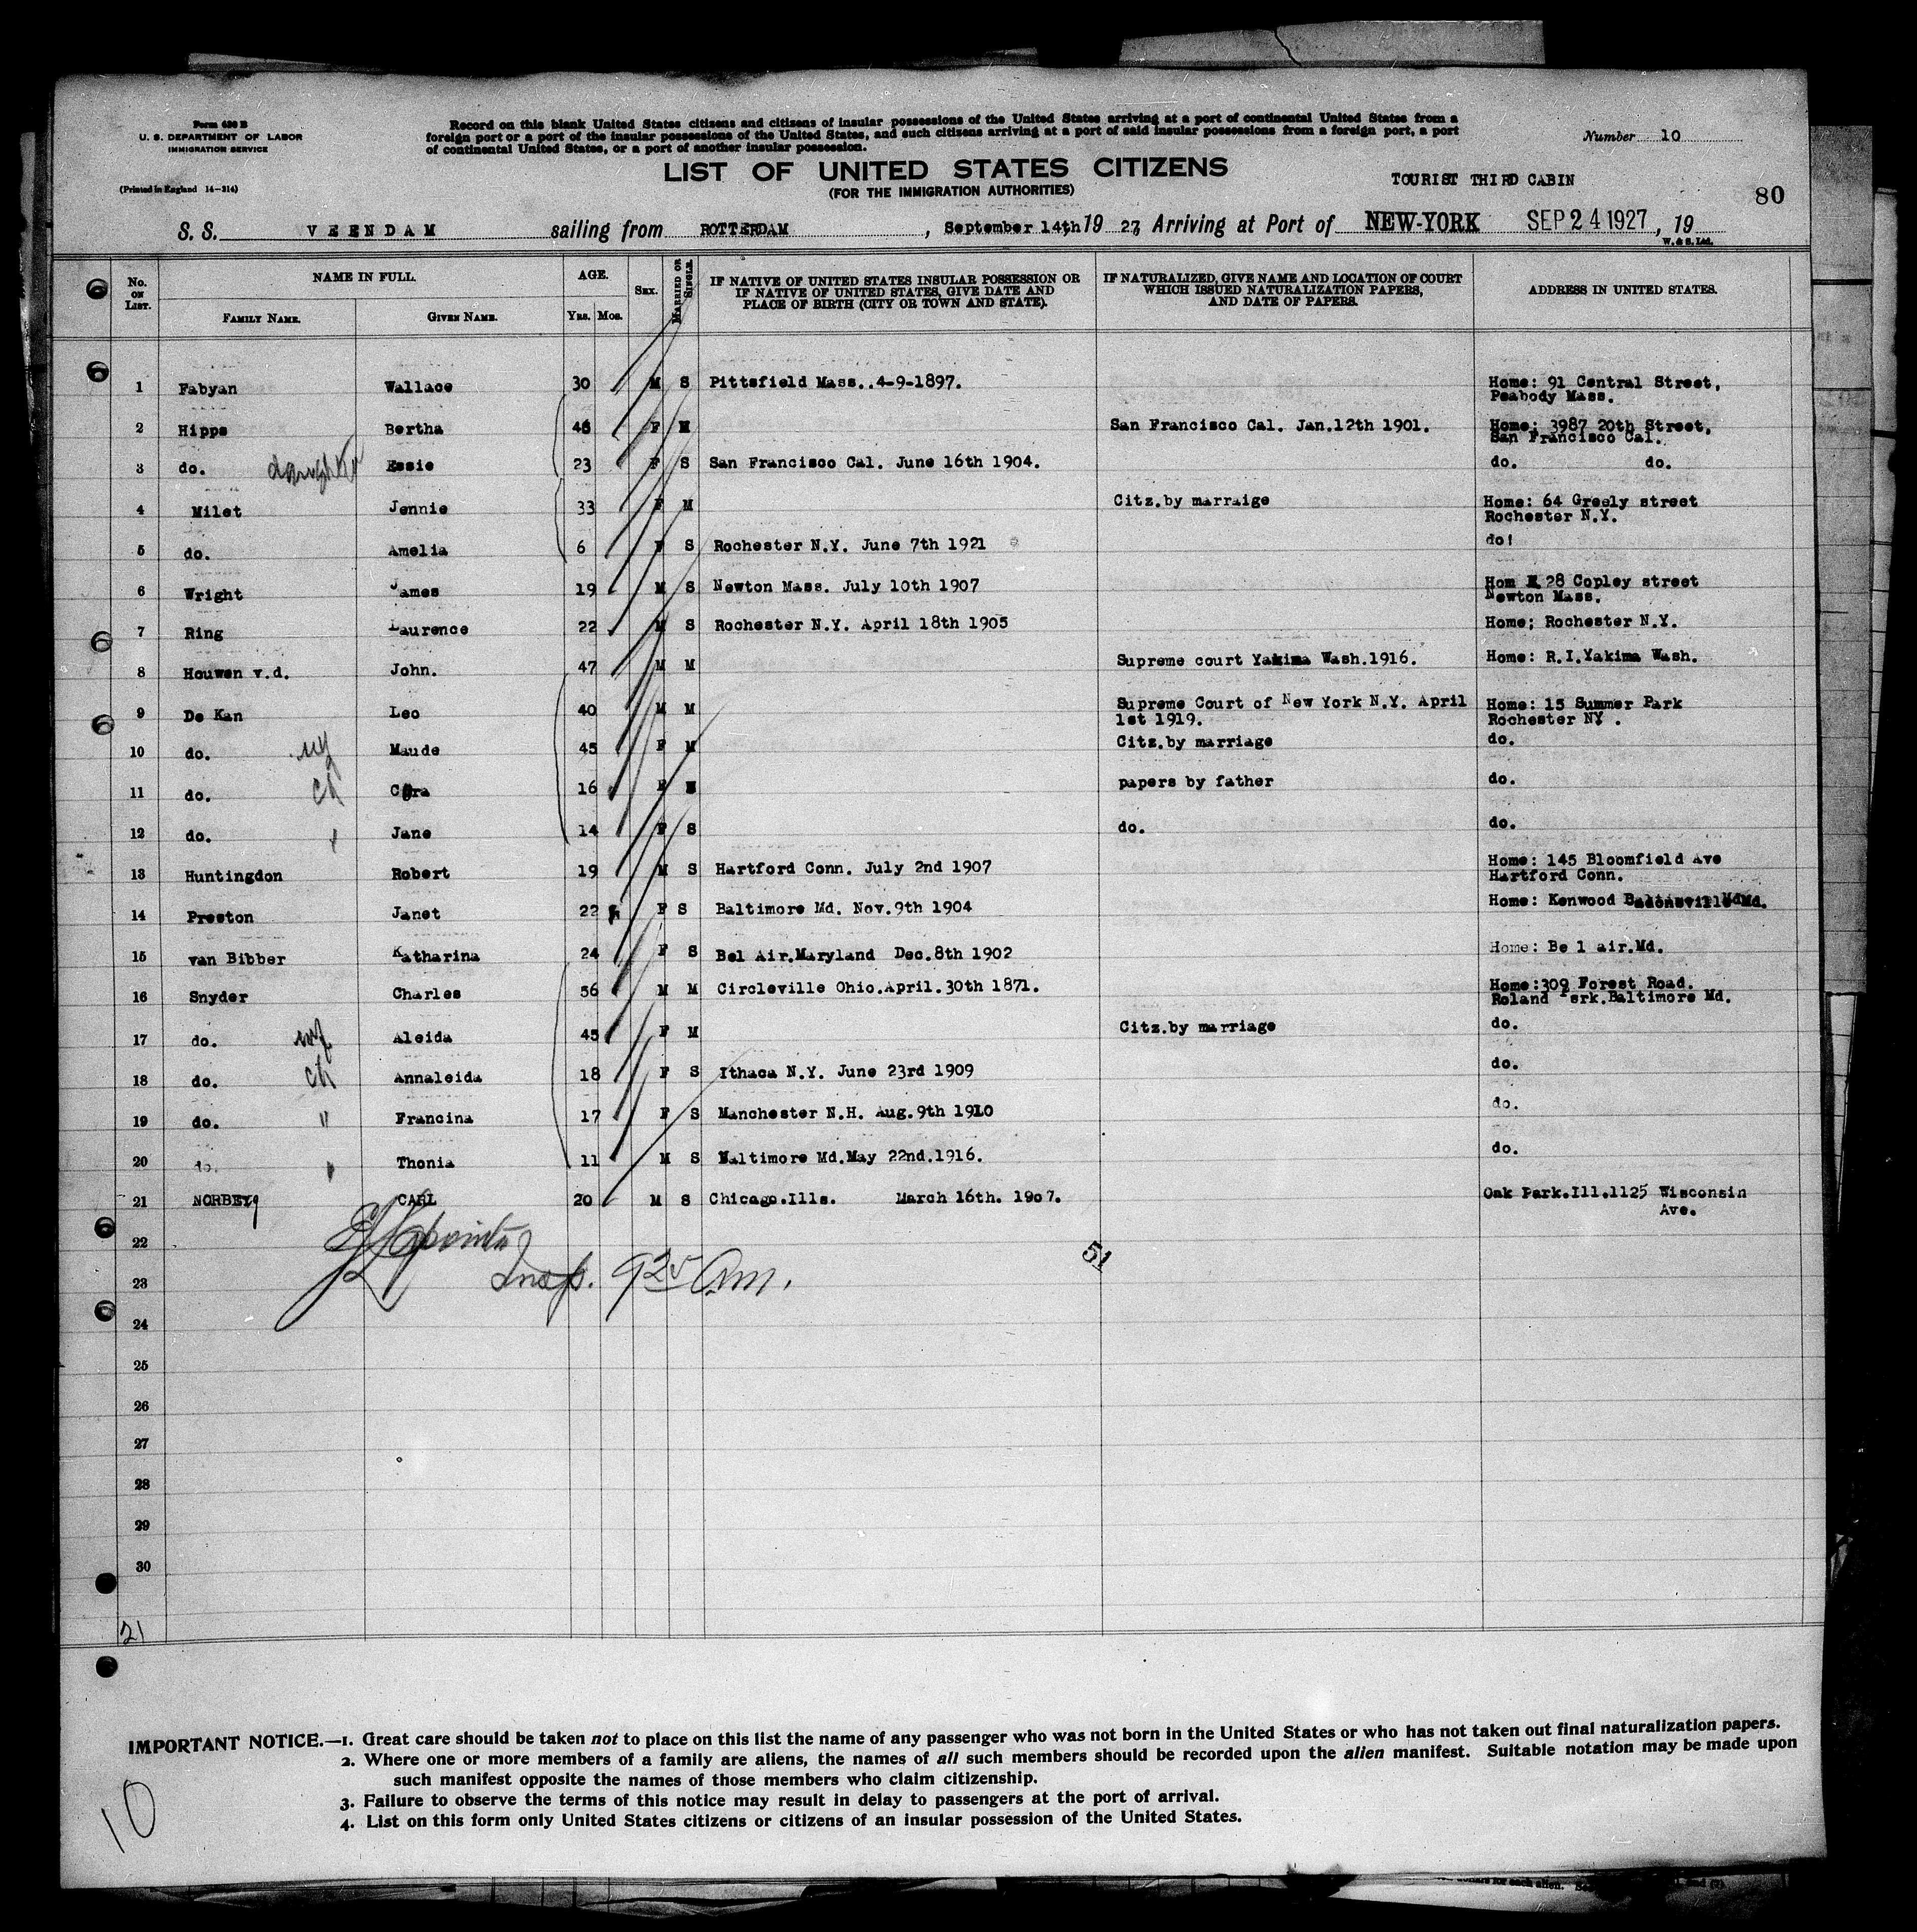 Form 630 B
U. S. DEPARTMENT OF LABOR
IMMIGRATION SERVICE
(Printed in England 14-314)
Record on this blank United States citizens and citizens of insular possessions of the United States arriving at a port of continental United States from a
foreign port or a port of the insular possessions of the United States, and such citizens arriving at a port of said insular possessions from a foreign port, a port
of continental United States, or a port of another insular possession.
Number 10
LIST OF UNITED STATES CITIZENS
(FOR THE IMMIGRATION AUTHORITIES)
TOURIST THIRD CABIN
80
S. S. VEENDAM sailing from ROTTERDAM, September 14th 19 27, Arriving at Port of NEW-YORK SEP 24 1927, 19
W. & S. Ltd.
No. ON LIST.
NAME IN FULL.
FAMILY NAME. GIVEN NAME.
AGE.
YRS. MOS.
SEX.
MARRIED OR SINGLE.
IF NATIVE OF UNITED STATES INSULAR POSSESSION OR
IF NATIVE OF UNITED STATES, GIVE DATE AND
PLACE OF BIRTH (CITY OR TOWN AND STATE).
IF NATURALIZED, GIVE NAME AND LOCATION OF COURT
WHICH ISSUED NATURALIZATION PAPERS,
AND DATE OF PAPERS.
ADDRESS IN UNITED STATES.
1 Fabyan Wallace 30 M S Pittsfield Mass..4-9-1897. Home: 91 Central Street,
Peabody Mass.
2 Hipps Bertha 46 F M San Francisco Cal. Jan.12th 1901. Home: 3987 20th Street,
San Francisco Cal.
3 do. daughter Essie 23 F S San Francisco Cal. June 16th 1904. do. do.
4 Milet Jennie 33 F M Citz.by marraige Home: 64 Greely street
Rochester N.Y.
5 do. Amelia 6 F S Rochester N.Y. June 7th 1921 do!
6 Wright James 19 M S Newton Mass. July 10th 1907 Hom 28 Copley street
Newton Mass.
7 Ring Laurence 22 M S Rochester N.Y. April 18th 1905 Home; Rochester N.Y.
8 Houwen v.d. John. 47 M M Supreme court Yakima Wash.1916. Home: R.I.Yakima Wash.
9 De Kan Leo 40 M M Supreme Court of New York N.Y. April
1st 1919.
Home: 15 Summer Park
Rochester NY .
10 do. wf Maude 45 F M Citz.by marriage do.
11 do. ch Cora 16 F papers by father do.
12 do. " Jane 14 F S do. do.
13 Huntingdon Robert 19 M S Hartford Conn. July 2nd 1907 Home: 145 Bloomfield Ave
Hartford Conn.
14 Preston Janet 22 F S Baltimore Md. Nov.9th 1904 Home: Kenwood Md.
15 van Bibber Katharina 24 F S Bel Air.Maryland Dec.8th 1902 Home: Be l air.Md.
16 Snyder Charles 56 M M Circleville Ohio.April.30th 1871. Home:309 Forest Road.
Roland Perk.Baltimore Md.
17 do. wf Aleida 45 F M Citz.by marriage do.
18 do. ch Annaleida 18 F S Ithaca N.Y. June 23rd 1909 do.
19 do. " Francina 17 F S Manchester N.H. Aug.9th 1910 do.
20 do. " Thonia 11 M S Baltimore Md.May 22nd.1916. do.
21 NORBERG CARL 20 M S Chicago.Ills. March 16th. 1907. Oak Park.Ill.1125 Wisconsin
Ave.
22
Insp. 925 Am.
51
23
24
25
26
27
28
29
30
21
IMPORTANT NOTICE.—1. Great care should be taken not to place on this list the name of any passenger who was not born in the United States or who has not taken out final naturalization papers.
2. Where one or more members of a family are aliens, the names of all such members should be recorded upon the alien manifest. Suitable notation may be made upon
such manifest opposite the names of those members who claim citizenship.
3. Failure to observe the terms of this notice may result in delay to passengers at the port of arrival.
4. List on this form only United States citizens or citizens of an insular possession of the United States.
10